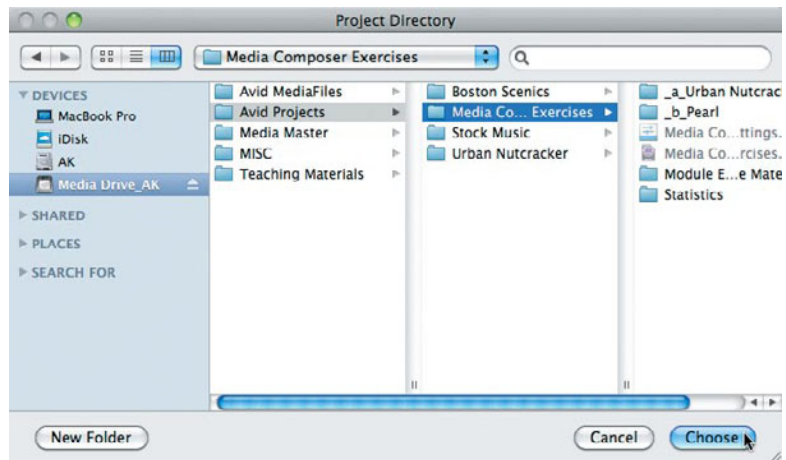 Project Directory
Media Composer Exercises
DEVICES
MacBook Pro
iDisk
AK
Media Drive_AK
SHARED
PLACES
SEARCH FOR
Avid MediaFiles
Avid Projects
Media Master
MISC
Teaching Materials
Boston Scenics
Media Co... Exercises
Stock Music
Urban Nutcracker
_a_Urban Nutcrac
_b_Pearl
Media Co...ttings.
Media Co...rcises.
Module E...e Mate
Statistics
New Folder
Cancel
Choose